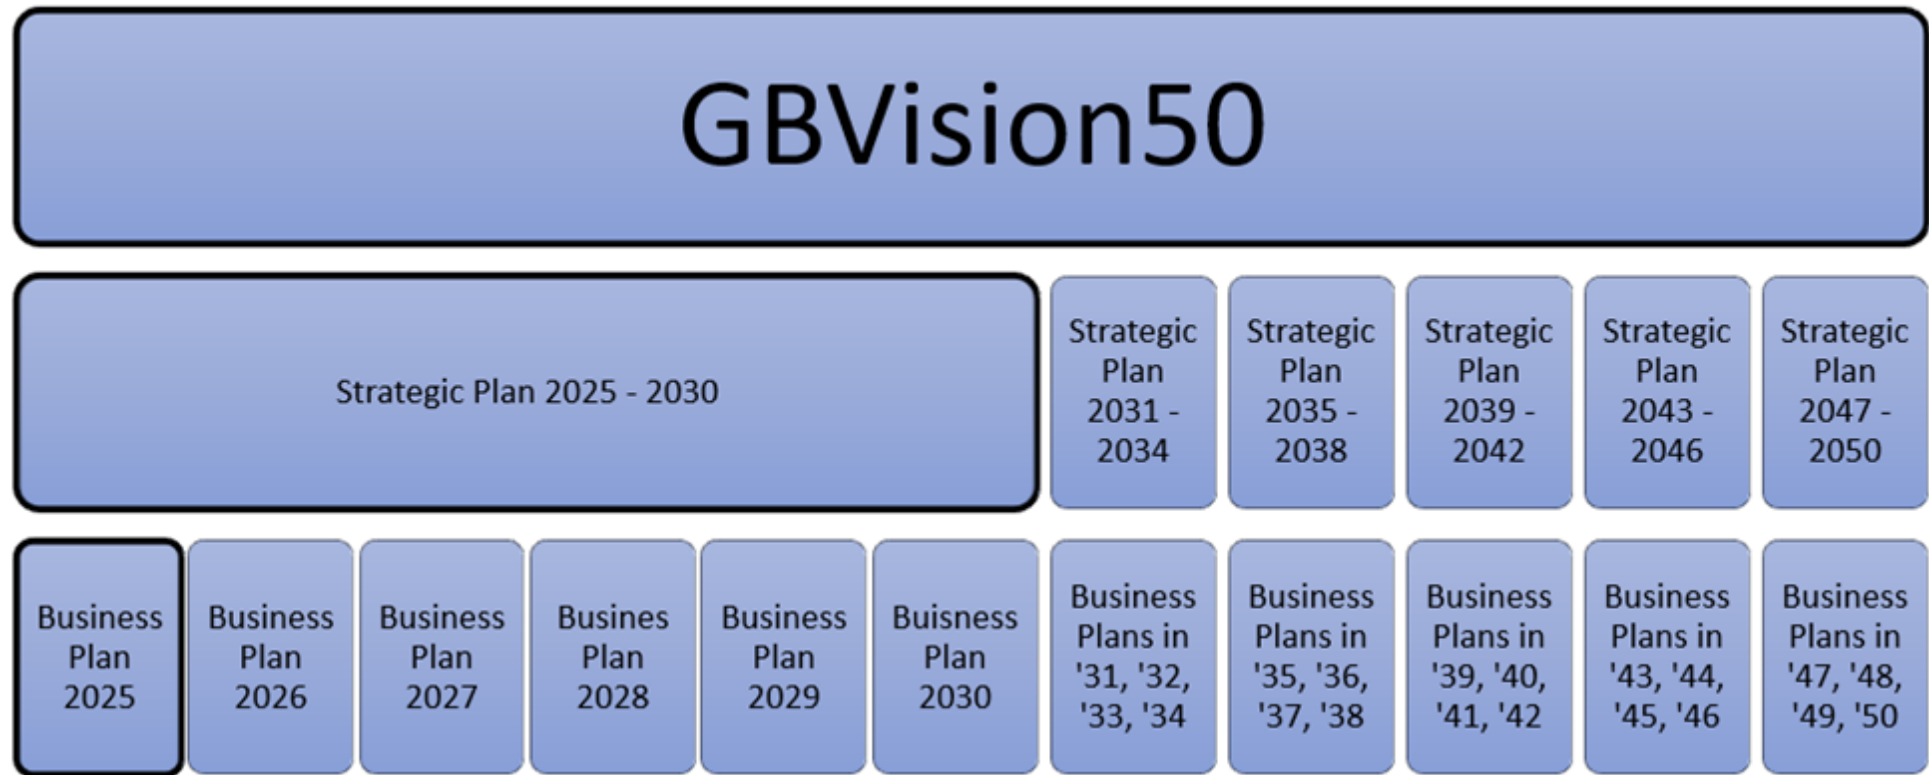 GBVision50
Strategic Plan 2025 - 2030
Strategic
Plan
2031 -
2034
Strategic
Plan
2035 -
2038
Strategic
Plan
2039 -
2042
Strategic
Plan
2043 -
2046
Strategic
Plan
2047 -
2050
Business
Plan
2025
Business
Plan
2026
Business
Plan
2027
Busines
Plan
2028
Business
Plan
2029
Buisness
Plan
2030
Business
Plans in
'31, '32,
'33, '34
Business
Plans in
'35, '36,
'37, '38
Business
Plans in
'39, '40,
'41, '42
Business
Plans in
'43, '44,
'45, '46
Business
Plans in
'47, '48,
'49, '50